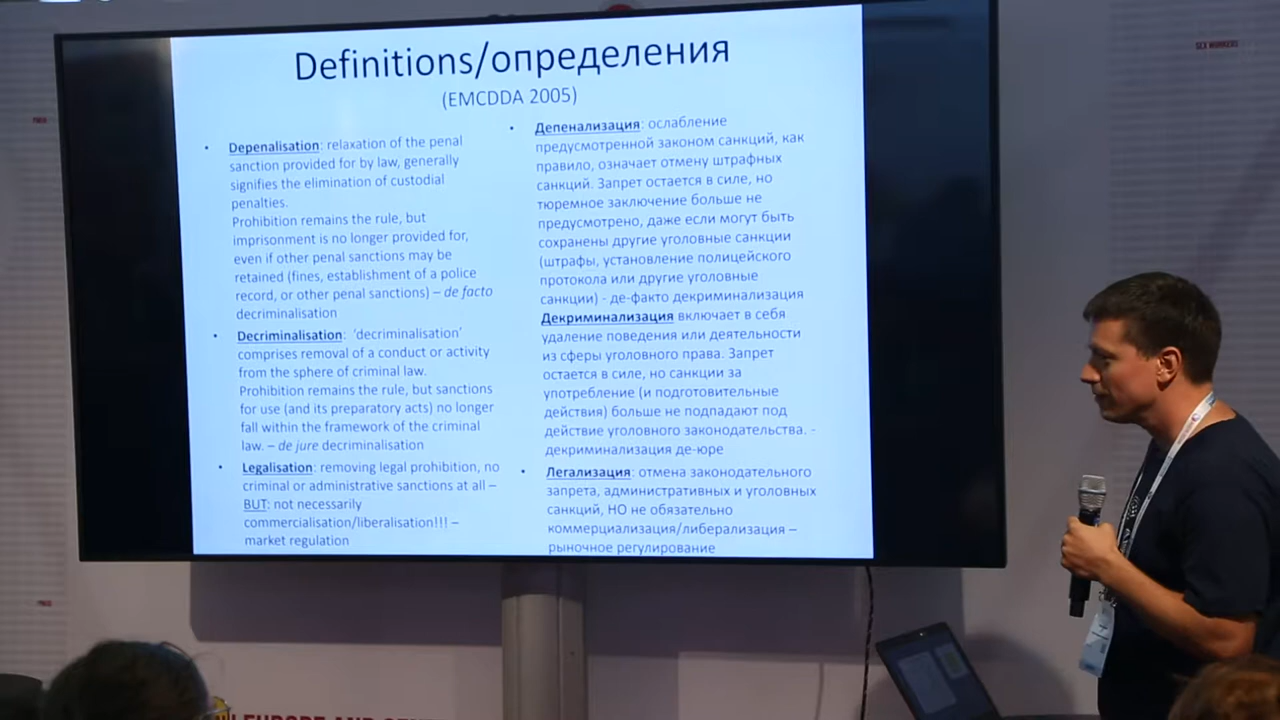 Definitions/определения
(EMCDDA 2005)
• Depenalisation: relaxation of the penal
sanction provided for by law, generally
signifies the elimination of custodial
penalties.
Prohibition remains the rule, but
imprisonment is no longer provided for,
even if other penal sanctions may be
retained (fines, establishment of a police
record, or other penal sanctions) – de facto
decriminalisation
• Decriminalisation: ‘decriminalisation’
comprises removal of a conduct or activity
from the sphere of criminal law.
Prohibition remains the rule, but sanctions
for use (and its preparatory acts) no longer
fall within the framework of the criminal
law. – de jure decriminalisation
• Legalisation: removing legal prohibition, no
criminal or administrative sanctions at all –
BUT: not necessarily
commercialisation/liberalisation!!! –
market regulation
• Депенализация: ослабление
предусмотренной законом санкций, как
правило, означает отмену штрафных
санкций. Запрет остается в силе, но
тюремное заключение больше не
предусмотрено, даже если могут быть
сохранены другие уголовные санкции
(штрафы, установление полицейского
протокола или другие уголовные
санкции) - де-факто декриминализация
Декриминализация включает в себя
удаление поведения или деятельности
из сферы уголовного права. Запрет
остается в силе, но санкции за
употребление (и подготовительные
действия) больше не подпадают под
действие уголовного законодательства. -
декриминализация де-юре
• Легализация: отмена законодательного
запрета, административных и уголовных
санкций, НО не обязательно
коммерциализация/либерализация –
рыночное регулирование
SEX WORKERS
EUROPE AND